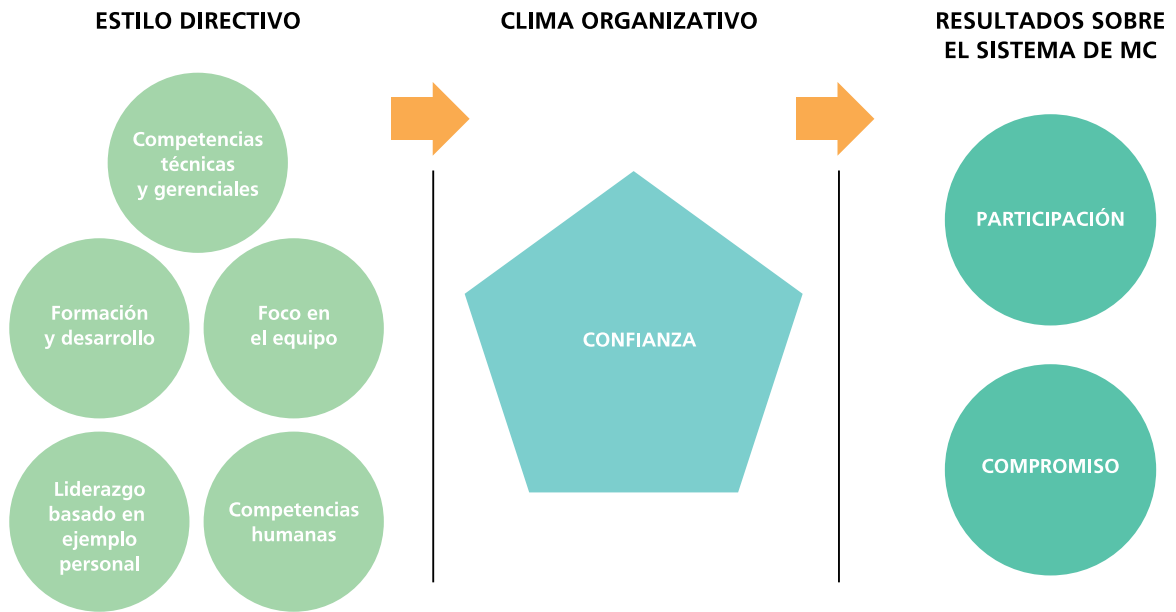 ESTILO DIRECTIVO
Competencias
técnicas
y gerenciales
Formación
y desarrollo
Foco en
el equipo
Liderazgo
basado en
ejemplo
personal
Competencias
humanas
CLIMA ORGANIZATIVO
CONFIANZA
RESULTADOS SOBRE
EL SISTEMA DE MC
PARTICIPACIÓN
COMPROMISO